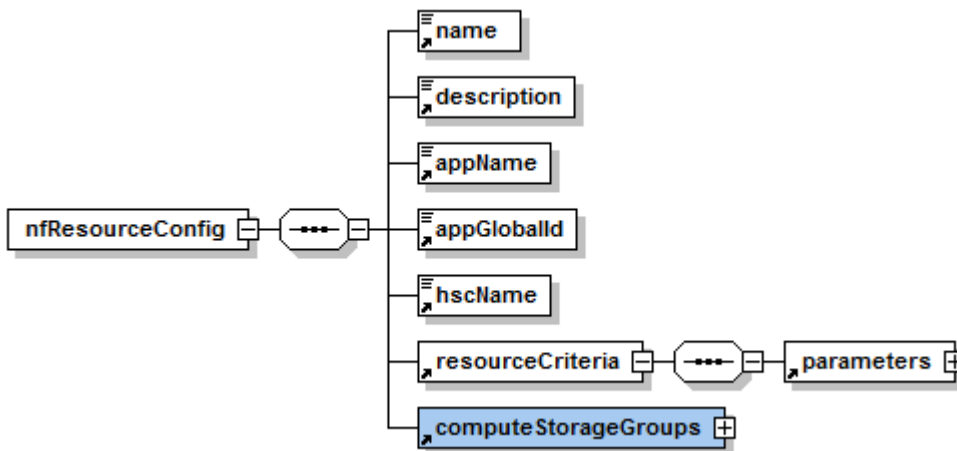 name
description
appName
nfResourceConfig
appGlobalId
hscName
resourceCriteria
parameters
computeStorageGroups